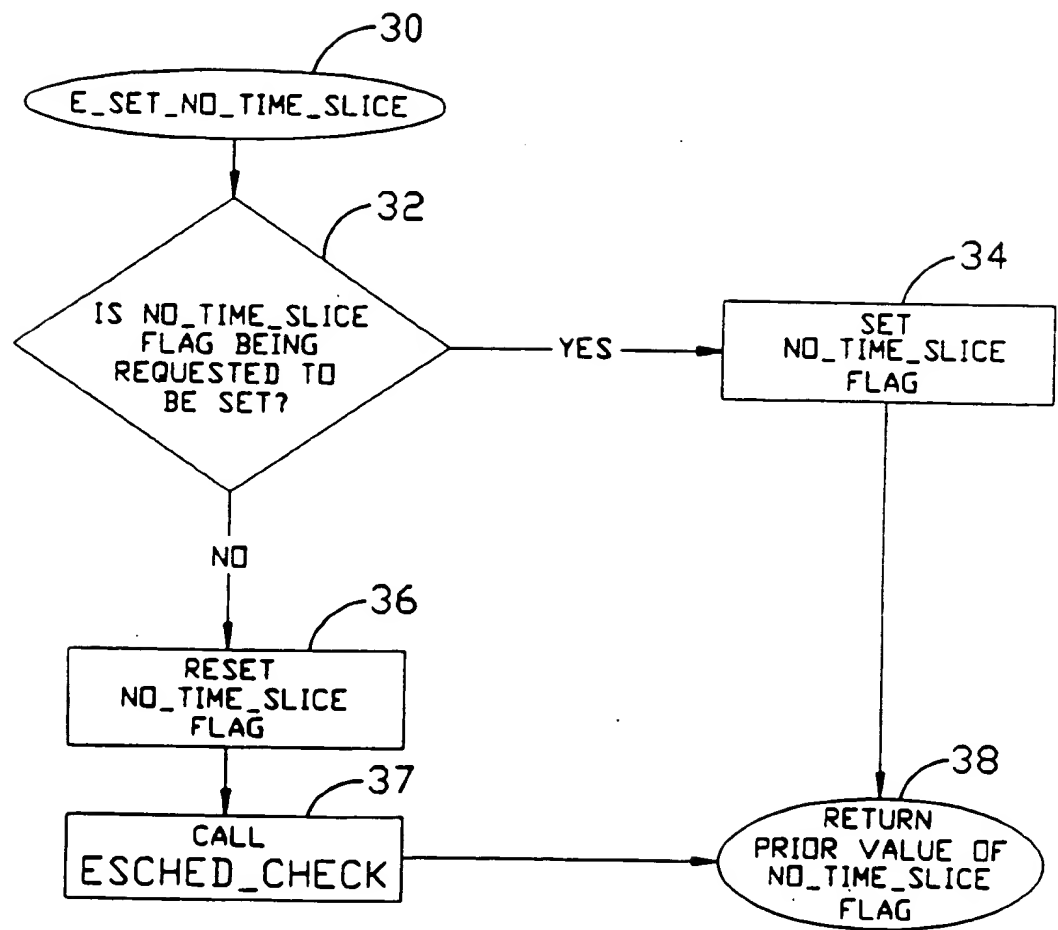 30
E_SET_NO_TIME_SLICE
32
IS NO_TIME_SLICE
FLAG BEING
REQUESTED TO
BE SET?
YES
34
SET
NO_TIME_SLICE
FLAG
NO
36
RESET
NO_TIME_SLICE
FLAG
37
CALL
ESCHED_CHECK
38
RETURN
PRIOR VALUE OF
NO_TIME_SLICE
FLAG